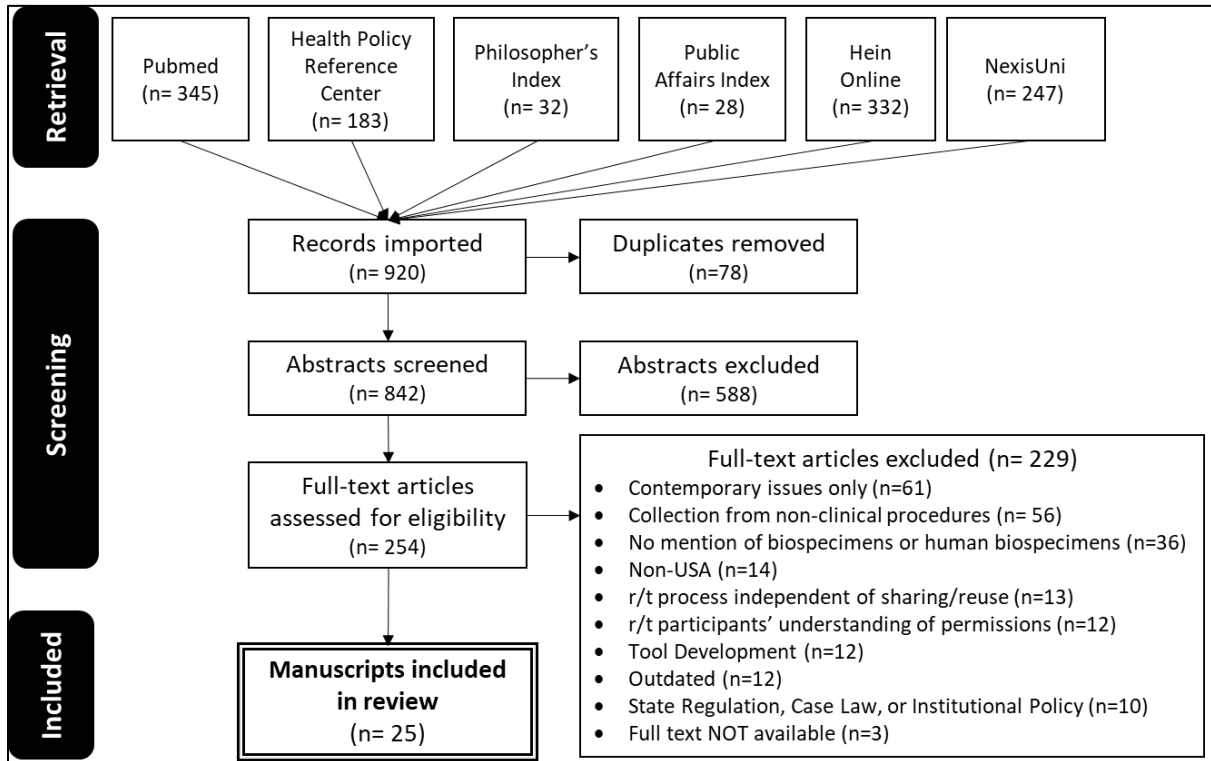 Retrieval
Pubmed
(n= 345)
Health Policy
Reference
Center
(n= 183)
Philosopher's
Index
(n= 32)
Public
Affairs Index
(n= 28)
Hein
Online
(n= 332)
NexisUni
(n= 247)
Screening
Records imported
(n= 920)
Duplicates removed
(n=78)
Abstracts screened
(n= 842)
Abstracts excluded
(n= 588)
Full-text articles
assessed for eligibility
(n= 254)
Full-text articles excluded (n= 229)
• Contemporary issues only (n=61)
• Collection from non-clinical procedures (n= 56)
• No mention of biospecimens or human biospecimens (n=36)
• Non-USA (n=14)
• r/t process independent of sharing/reuse (n=13)
• r/t participants' understanding of permissions (n=12)
• Tool Development (n=12)
• Outdated (n=12)
• State Regulation, Case Law, or Institutional Policy (n=10)
• Full text NOT available (n=3)
Included
Manuscripts included
in review
(n= 25)